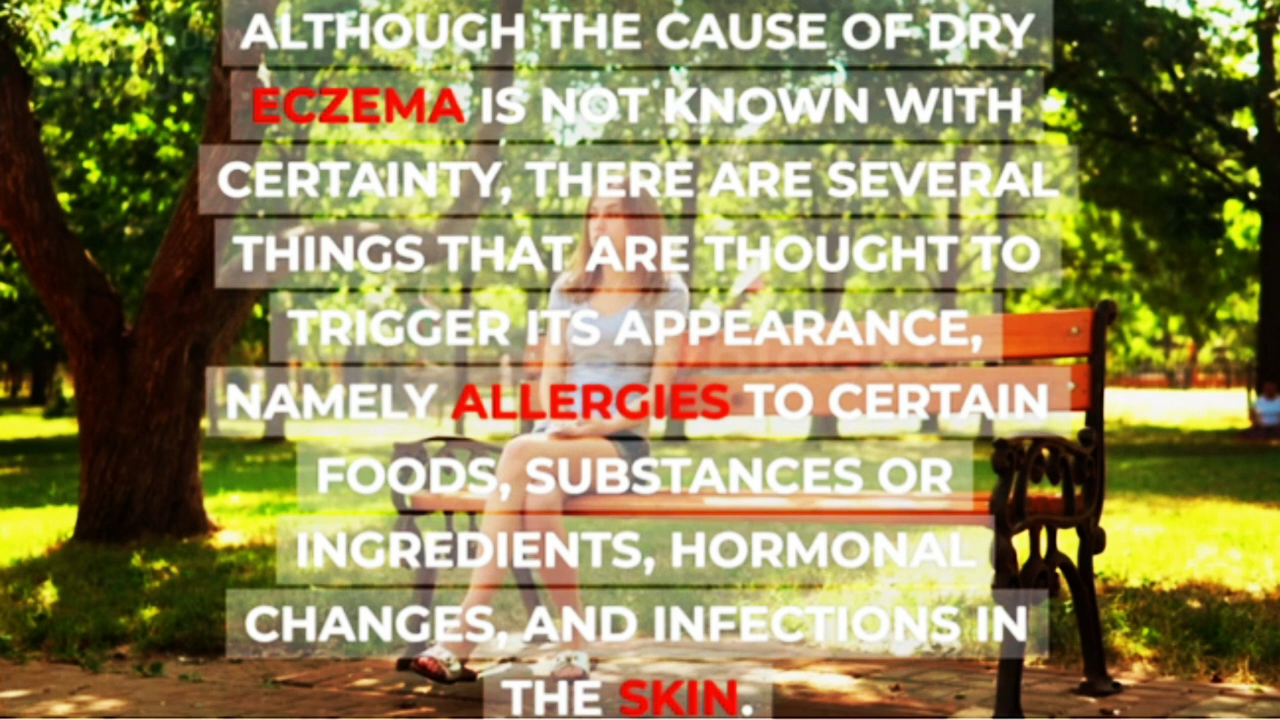 ALTHOUGH THE CAUSE OF DRY
ECZEMA IS NOT KNOWN WITH
CERTAINTY, THERE ARE SEVERAL
THINGS THAT ARE THOUGHT TO
TRIGGER ITS APPEARANCE,
NAMELY ALLERGIES TO CERTAIN
FOODS, SUBSTANCES OR
INGREDIENTS, HORMONAL
CHANGES, AND INFECTIONS IN
THE SKIN.